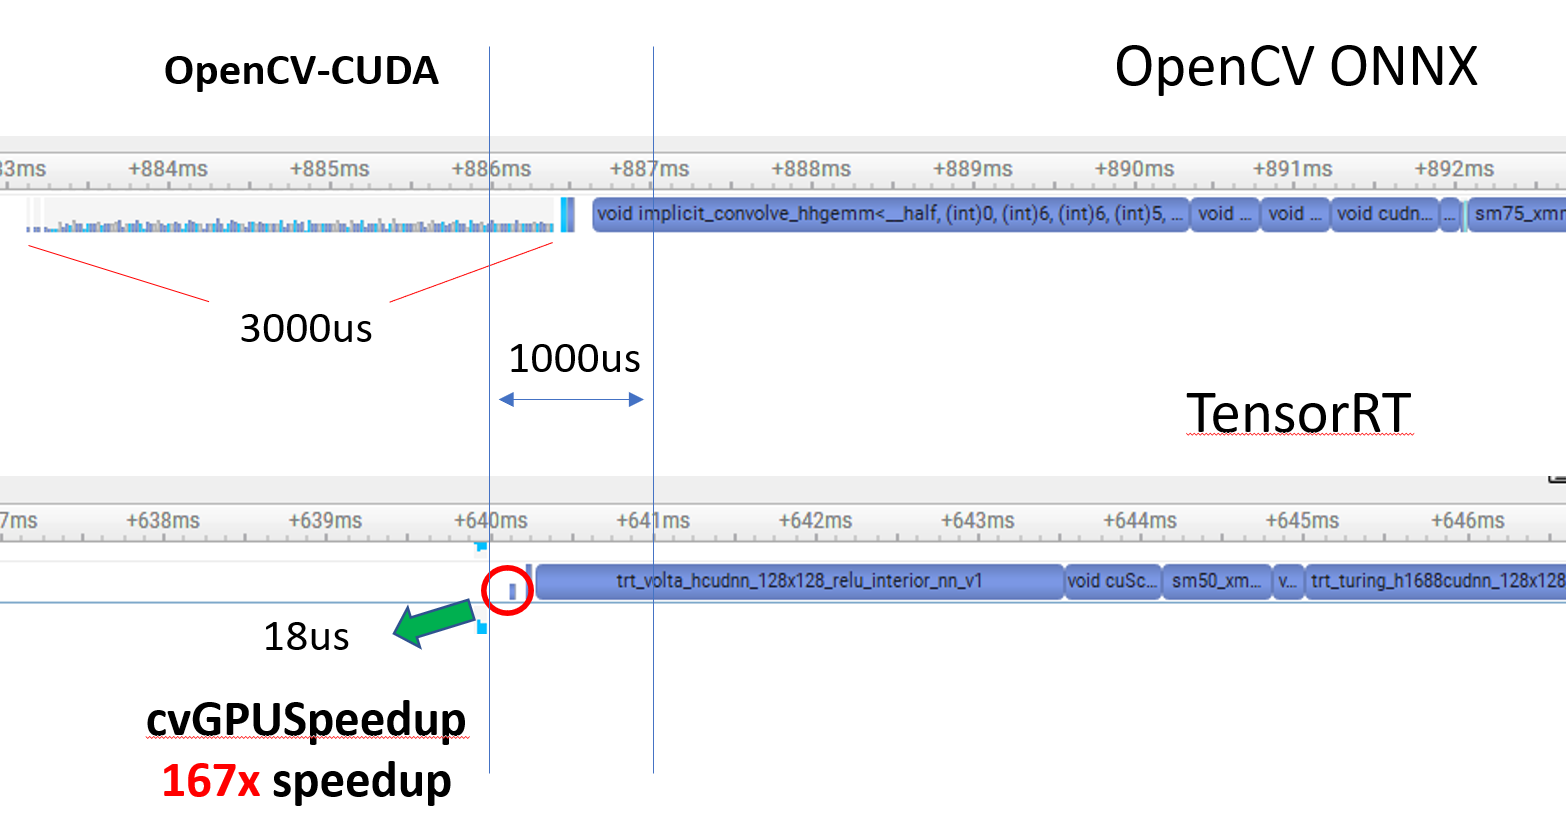 OpenCV-CUDA
OpenCV ONNX
33ms +884ms +885ms +886ms +887ms +888ms +889ms +890ms +891ms +892ms
void implicit_convolve_hhgemm<__half, (int)0, (int)6, (int)6, (int)5, ... void ... void ... void cudn... ... sm75_xmr
3000us
1000us
TensorRT
7ms +638ms +639ms +640ms +641ms +642ms +643ms +644ms +645ms +646ms
trt_volta_hcudnn_128x128_relu_interior_nn_v1 void cuSc... sm50_xm... v... trt_turing_h1688cudnn_128x128
18us
cvGPUSpeedup
167x speedup